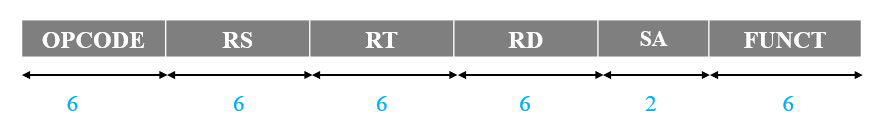 OPCODE RS RT RD SA FUNCT
6 6 6 6 2 6